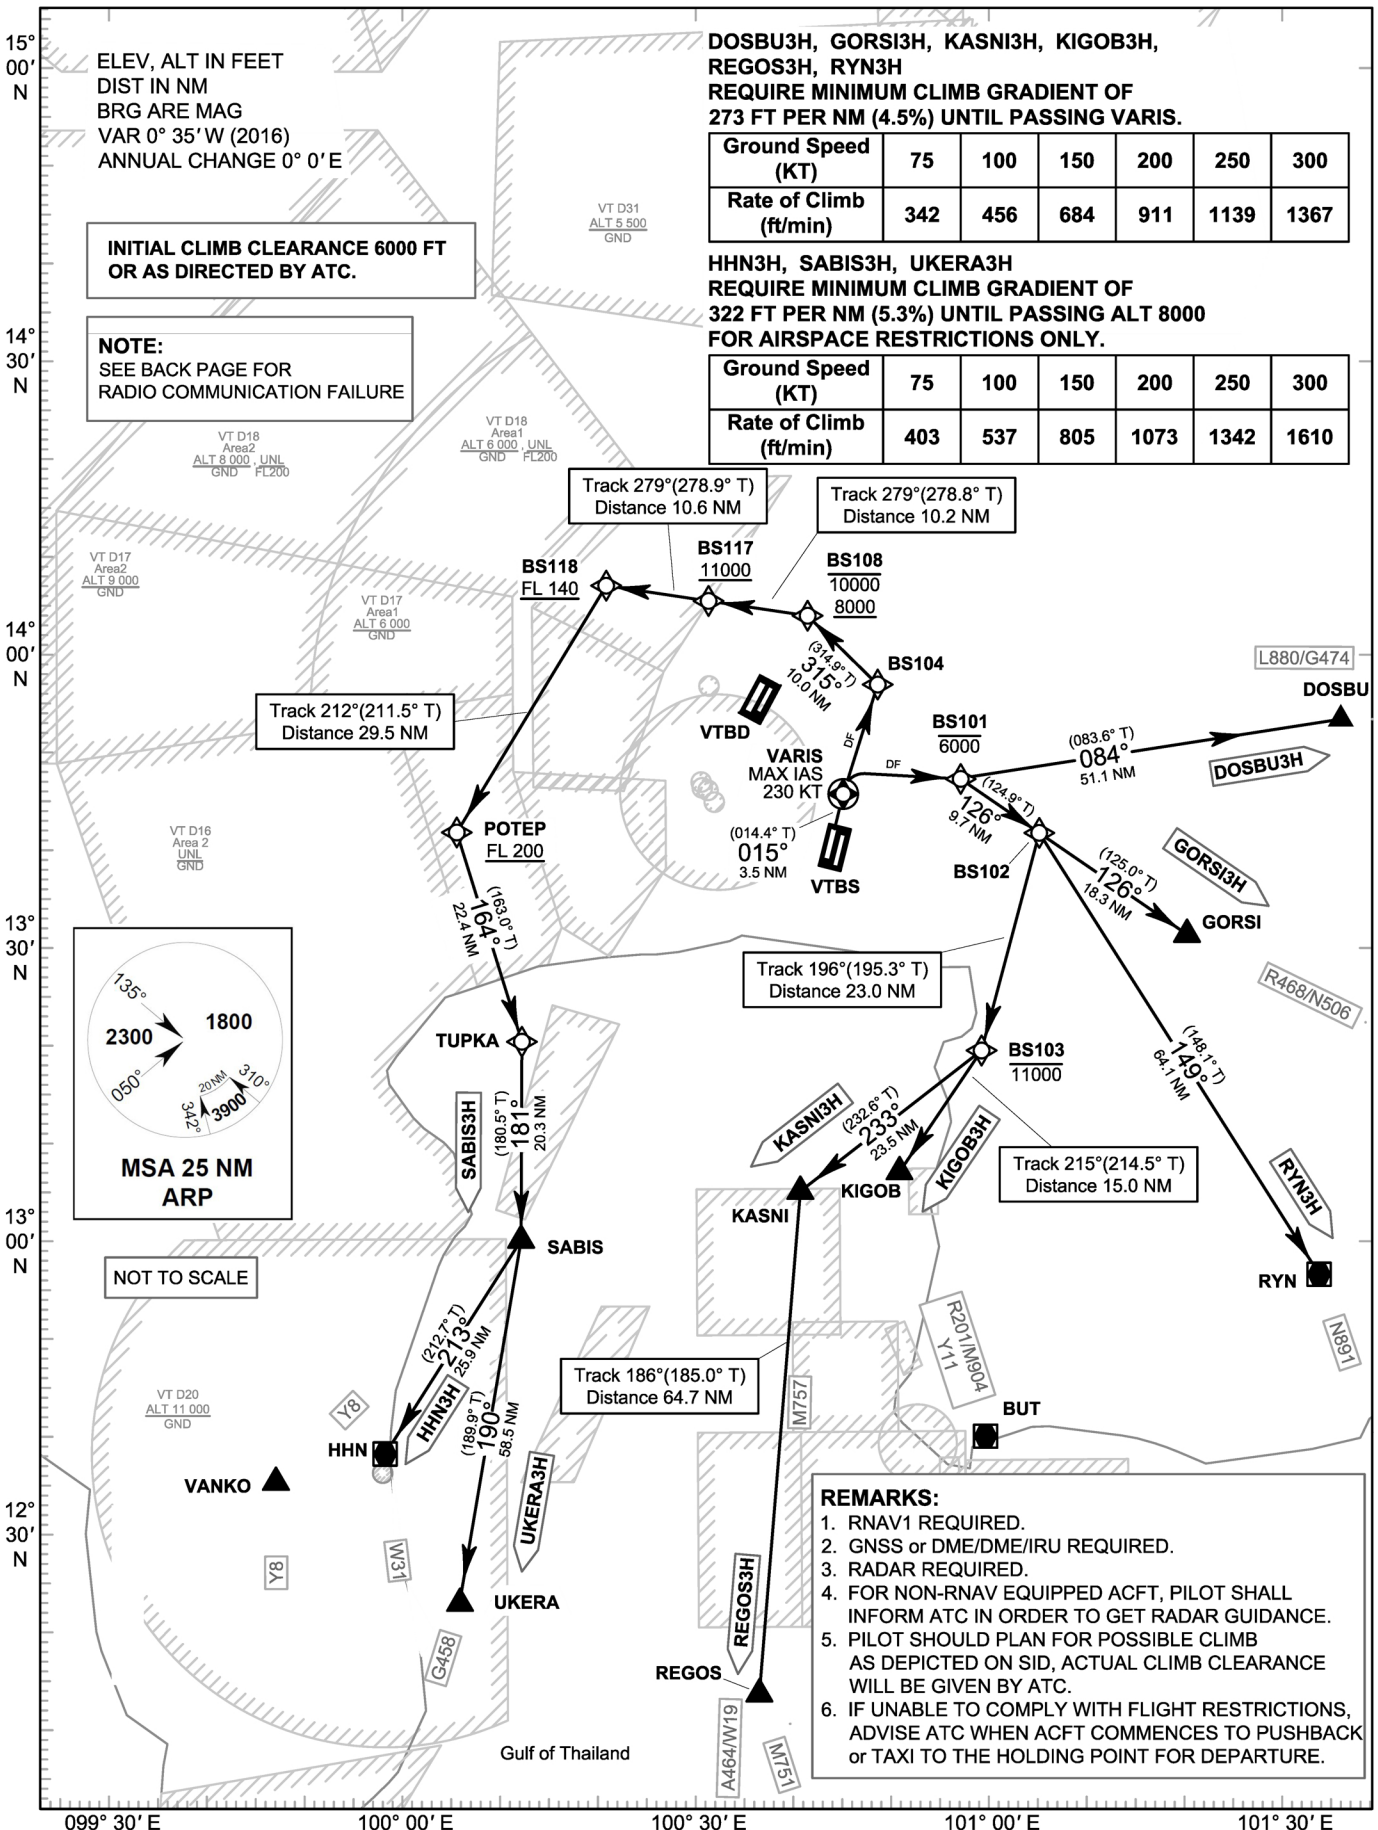 15°
00′
N
ELEV, ALT IN FEET
DIST IN NM
BRG ARE MAG
VAR 0° 35′ W (2016)
ANNUAL CHANGE 0° 0′ E
DOSBU3H, GORSI3H, KASNI3H, KIGOB3H,
REGOS3H, RYN3H
REQUIRE MINIMUM CLIMB GRADIENT OF
273 FT PER NM (4.5%) UNTIL PASSING VARIS.
Ground Speed (KT) 75 100 150 200 250 300
Rate of Climb (ft/min) 342 456 684 911 1139 1367
HHN3H, SABIS3H, UKERA3H
REQUIRE MINIMUM CLIMB GRADIENT OF
322 FT PER NM (5.3%) UNTIL PASSING ALT 8000
FOR AIRSPACE RESTRICTIONS ONLY.
Ground Speed (KT) 75 100 150 200 250 300
Rate of Climb (ft/min) 403 537 805 1073 1342 1610
VT D31
ALT 5 500
GND
INITIAL CLIMB CLEARANCE 6000 FT
OR AS DIRECTED BY ATC.
14°
30′
N
NOTE:
SEE BACK PAGE FOR
RADIO COMMUNICATION FAILURE
VT D18
Area2
ALT 8 000 , UNL
GND FL200
VT D18
Area1
ALT 6 000 , UNL
GND FL200
Track 279°(278.9° T)
Distance 10.6 NM
Track 279°(278.8° T)
Distance 10.2 NM
VT D17
Area2
ALT 9 000
GND
VT D17
Area1
ALT 6 000
GND
BS118
FL 140
BS117
11000
BS108
10000
8000
14°
00′
N
(314.9° T)
315°
10.0 NM
BS104
L880/G474
DOSBU
Track 212°(211.5° T)
Distance 29.5 NM
VTBD
VARIS
MAX IAS
230 KT
DF
DF
BS101
6000
(083.6° T)
084°
51.1 NM
DOSBU3H
(124.9° T)
126°
9.7 NM
VT D16
Area 2
UNL
GND
POTEP
FL 200
(014.4° T)
015°
3.5 NM
VTBS
BS102
(125.0° T)
126°
18.3 NM
GORSI3H
GORSI
13°
30′
N
(163.0° T)
164°
22.4 NM
Track 196°(195.3° T)
Distance 23.0 NM
R468/N506
135°
2300
1800
050°
20 NM
310°
342°
3900
MSA 25 NM
ARP
TUPKA
BS103
11000
(148.1° T)
149°
64.1 NM
SABIS3H
(180.5° T)
181°
20.3 NM
KASNI3H
(232.6° T)
233°
23.5 NM
KIGOB3H
Track 215°(214.5° T)
Distance 15.0 NM
RYN3H
KIGOB
KASNI
13°
00′
N
SABIS
NOT TO SCALE
RYN
(212.7° T)
213°
25.9 NM
R201/M904
Y11
N891
Track 186°(185.0° T)
Distance 64.7 NM
M757
VT D20
ALT 11 000
GND
Y8
HHN3H
(189.9° T)
190°
58.5 NM
BUT
HHN
VANKO
UKERA3H
12°
30′
N
Y8
W31
UKERA
G458
REGOS3H
REGOS
A464/W19
M751
Gulf of Thailand
REMARKS:
1. RNAV1 REQUIRED.
2. GNSS or DME/DME/IRU REQUIRED.
3. RADAR REQUIRED.
4. FOR NON-RNAV EQUIPPED ACFT, PILOT SHALL
INFORM ATC IN ORDER TO GET RADAR GUIDANCE.
5. PILOT SHOULD PLAN FOR POSSIBLE CLIMB
AS DEPICTED ON SID, ACTUAL CLIMB CLEARANCE
WILL BE GIVEN BY ATC.
6. IF UNABLE TO COMPLY WITH FLIGHT RESTRICTIONS,
ADVISE ATC WHEN ACFT COMMENCES TO PUSHBACK
or TAXI TO THE HOLDING POINT FOR DEPARTURE.
099° 30′ E
100° 00′ E
100° 30′ E
101° 00′ E
101° 30′ E